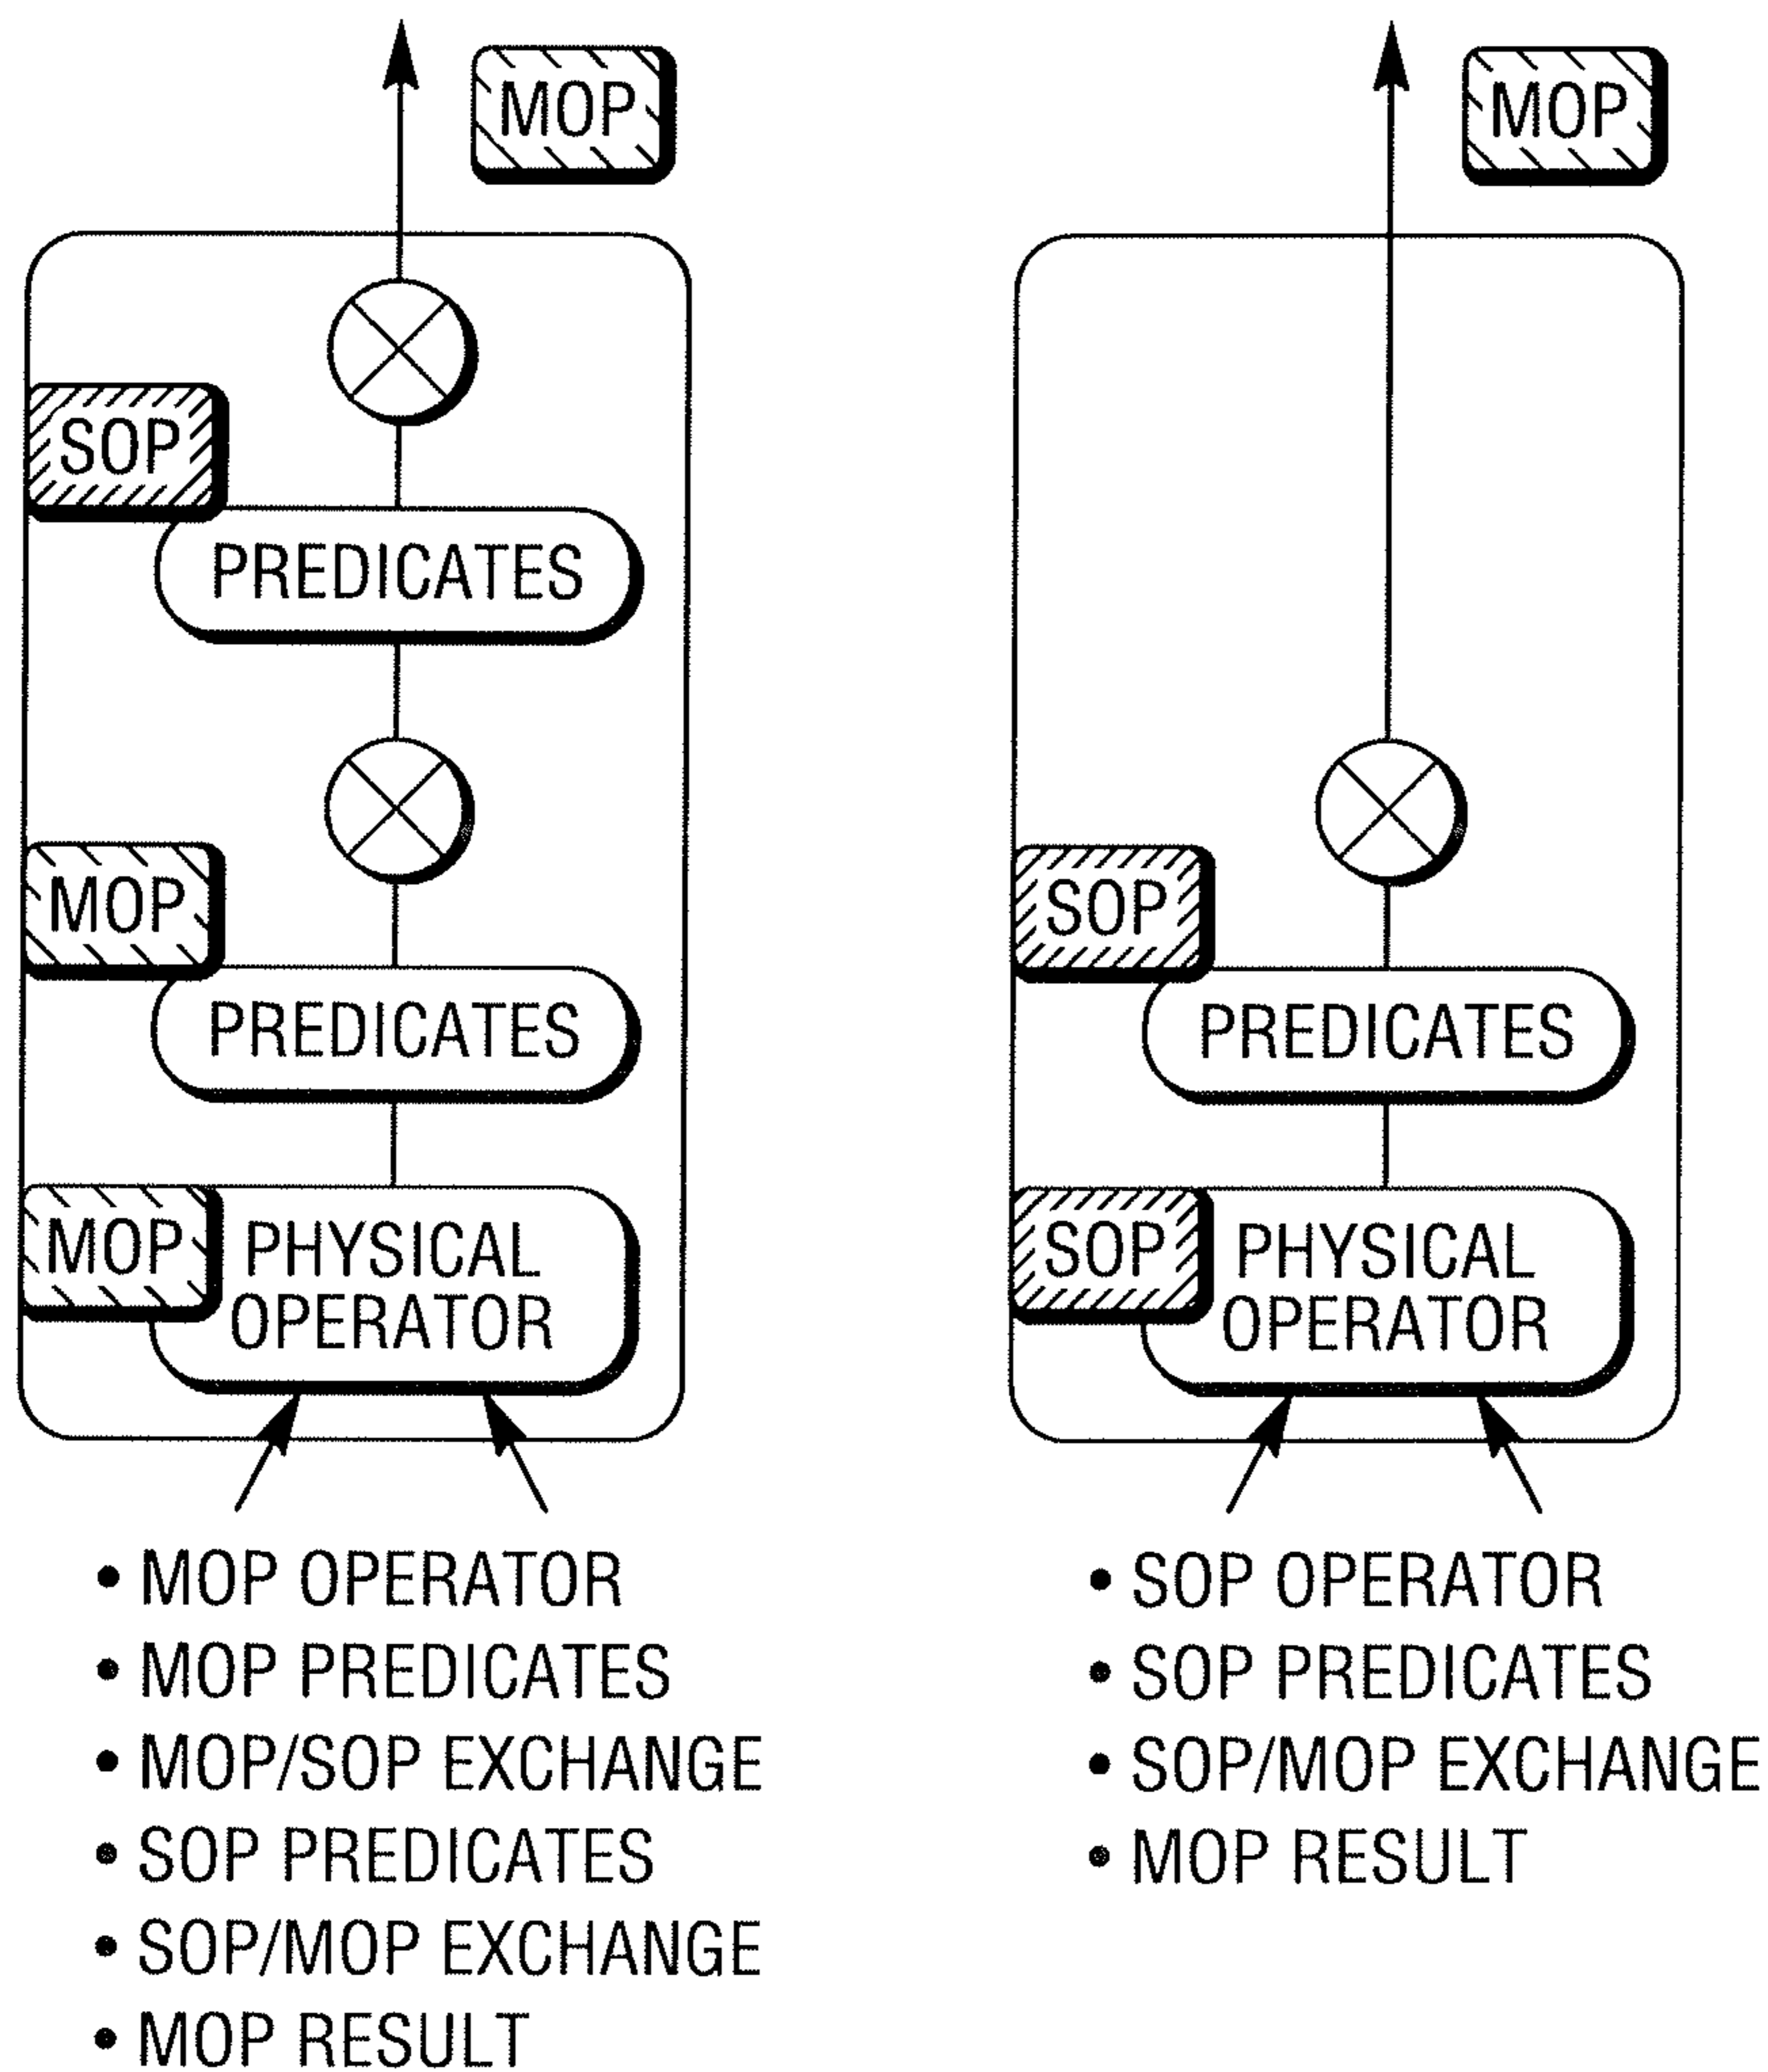 MOP
SOP
PREDICATES
MOP
PREDICATES
MOP
PHYSICAL
OPERATOR
• MOP OPERATOR
• MOP PREDICATES
• MOP/SOP EXCHANGE
• SOP PREDICATES
• SOP/MOP EXCHANGE
• MOP RESULT
MOP
SOP
PREDICATES
SOP
PHYSICAL
OPERATOR
• SOP OPERATOR
• SOP PREDICATES
• SOP/MOP EXCHANGE
• MOP RESULT